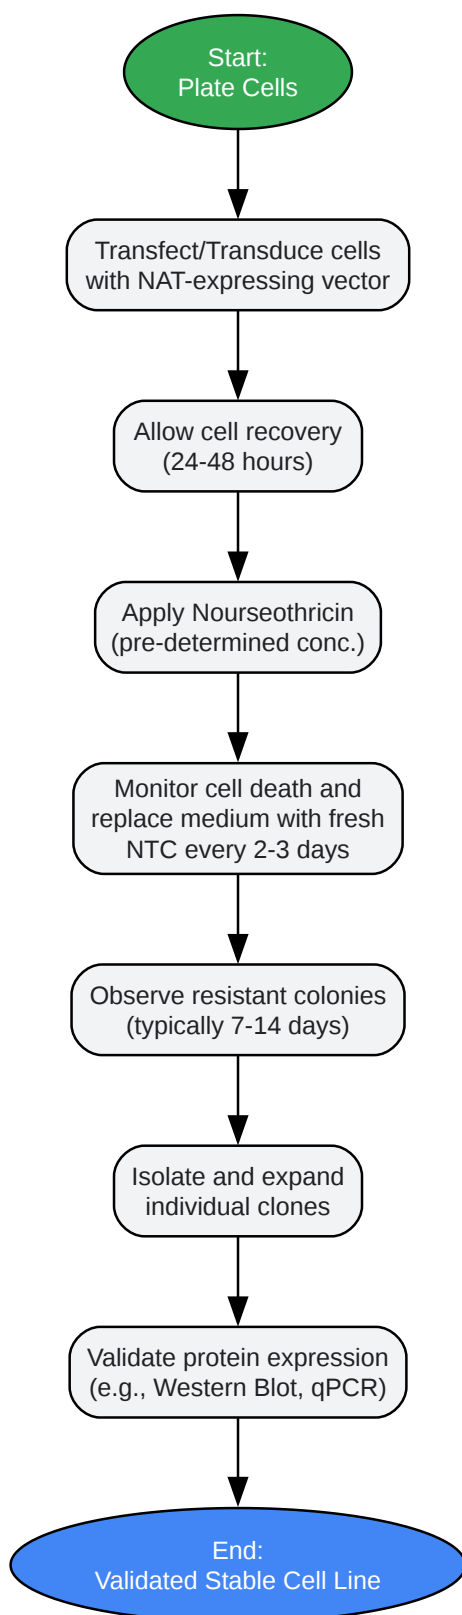 Start:
Plate Cells
Transfect/Transduce cells
with NAT-expressing vector
Allow cell recovery
(24-48 hours)
Apply Nourseothricin
(pre-determined conc.)
Monitor cell death and
replace medium with fresh
NTC every 2-3 days
Observe resistant colonies
(typically 7-14 days)
Isolate and expand
individual clones
Validate protein expression
(e.g., Western Blot, qPCR)
End:
Validated Stable Cell Line